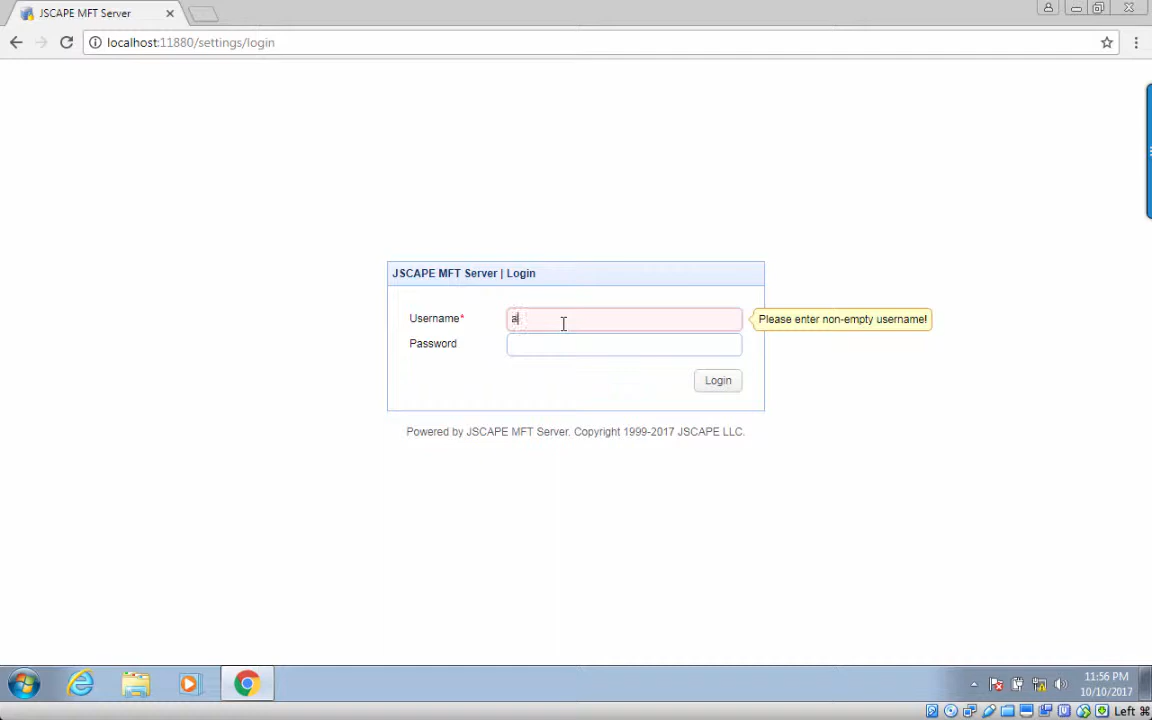 JSCAPE MFT Server
localhost:11880/settings/login
JSCAPE MFT Server | Login
Username*
a
Please enter non-empty username!
Password
Login
Powered by JSCAPE MFT Server. Copyright 1999-2017 JSCAPE LLC.
11:56 PM
10/10/2017
Left ⌘